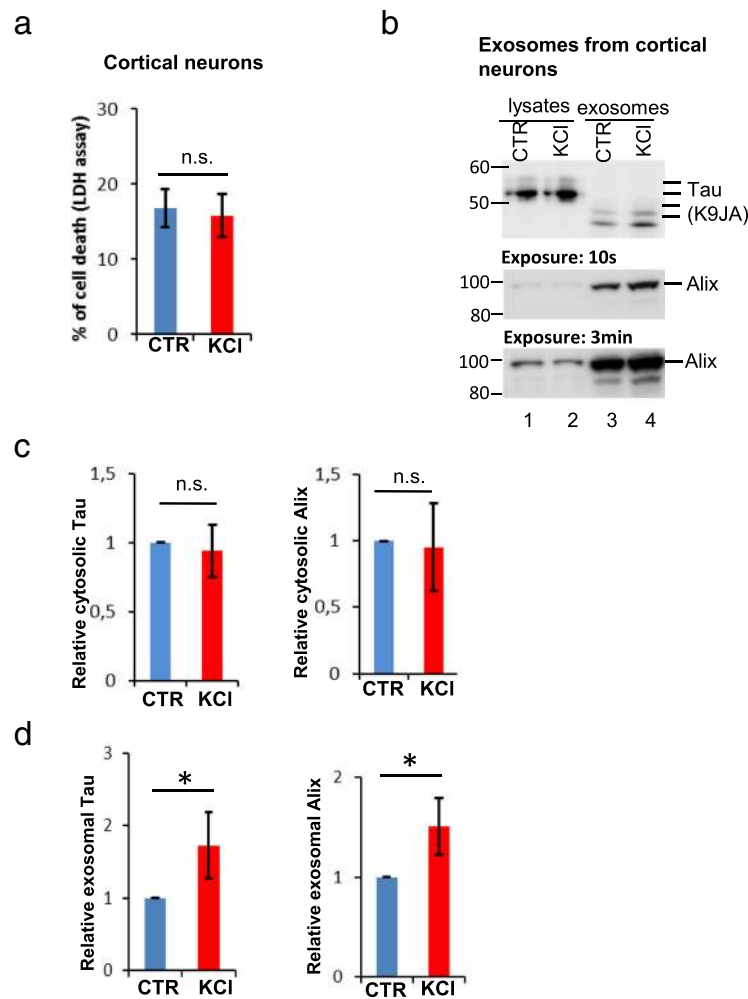 a
Cortical neurons
% of cell death (LDH assay)
30
20
10
0
n.s.
CTR KCl
b
Exosomes from cortical
neurons
lysates exosomes
CTR KCl CTR KCl
60
50
Tau
(K9JA)
Exposure: 10s
100
80
Alix
Exposure: 3min
100
80
Alix
1 2 3 4
c
Relative cytosolic Tau
1,5
1
0,5
0
n.s.
CTR KCl
Relative cytosolic Alix
1,5
1
0,5
0
n.s.
CTR KCl
d
Relative exosomal Tau
3
2
1
0
*
CTR KCl
Relative exosomal Alix
2
1
0
*
CTR KCl